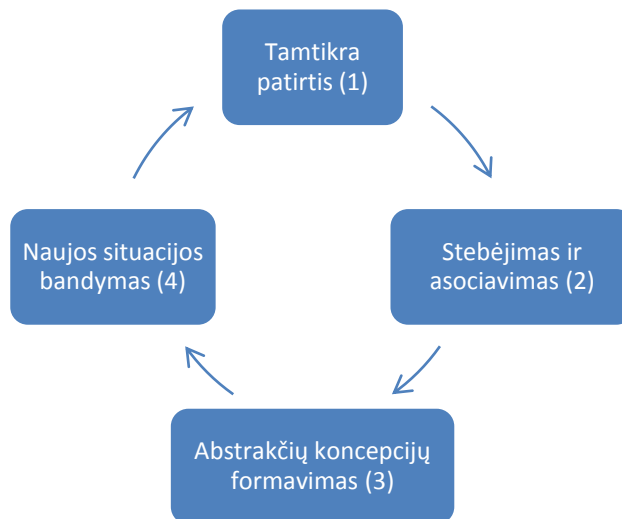 Tamtikra
patirtis (1)
Stebėjimas ir
asociavimas (2)
Abstrakčių koncepcijų
formavimas (3)
Naujos situacijos
bandymas (4)